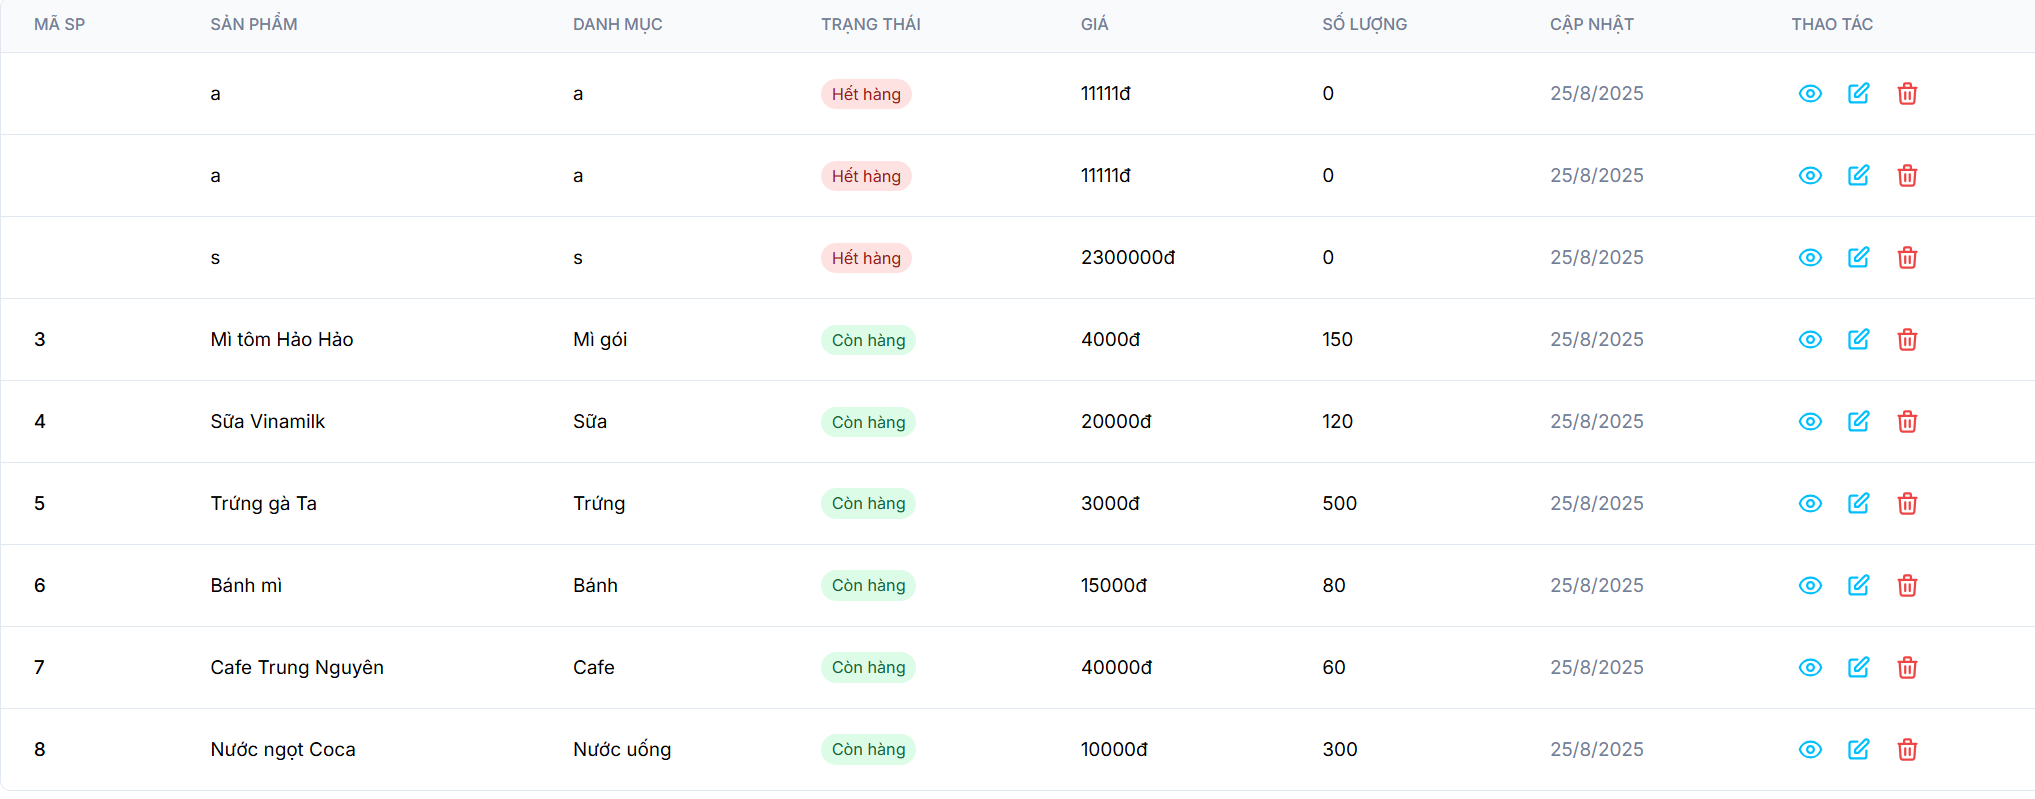 MÃ SP SẢN PHẨM DANH MỤC TRẠNG THÁI GIÁ SỐ LƯỢNG CẬP NHẬT THAO TÁC
a a Hết hàng 11111đ 0 25/8/2025
a a Hết hàng 11111đ 0 25/8/2025
s s Hết hàng 2300000đ 0 25/8/2025
3 Mì tôm Hảo Hảo Mì gói Còn hàng 4000đ 150 25/8/2025
4 Sữa Vinamilk Sữa Còn hàng 20000đ 120 25/8/2025
5 Trứng gà Ta Trứng Còn hàng 3000đ 500 25/8/2025
6 Bánh mì Bánh Còn hàng 15000đ 80 25/8/2025
7 Cafe Trung Nguyên Cafe Còn hàng 40000đ 60 25/8/2025
8 Nước ngọt Coca Nước uống Còn hàng 10000đ 300 25/8/2025